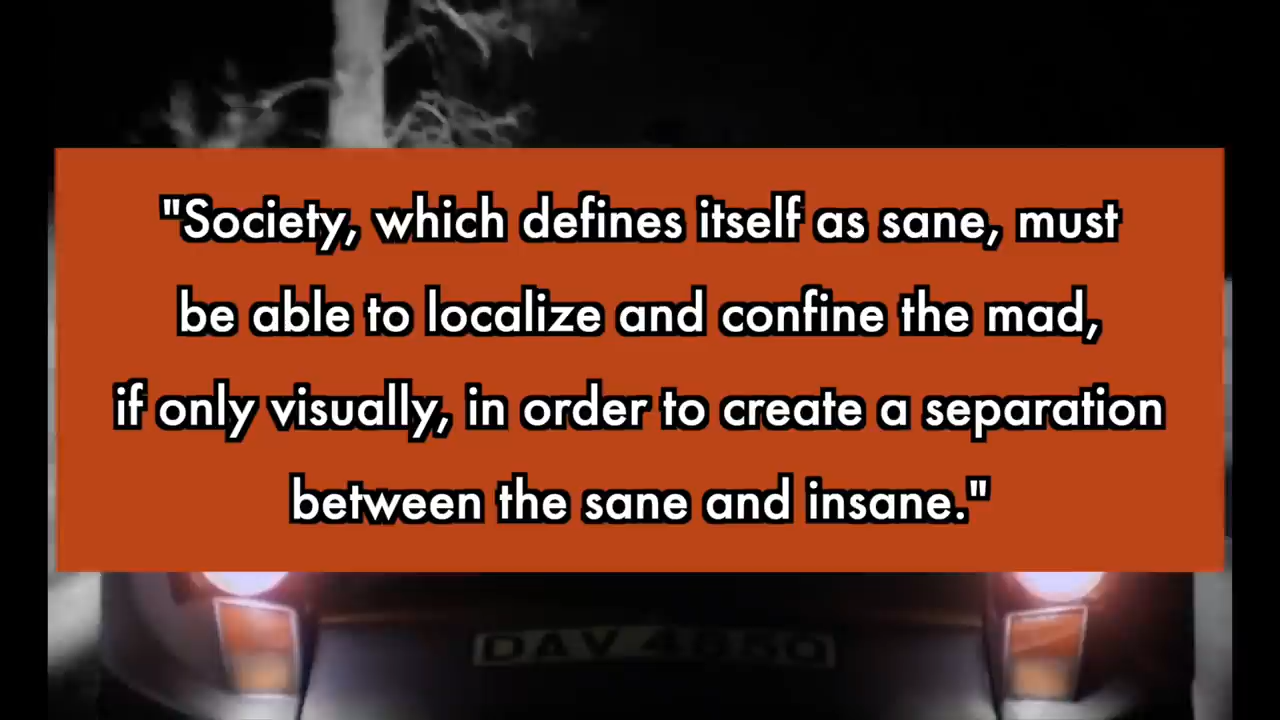 "Society, which defines itself as sane, must
be able to localize and confine the mad,
if only visually, in order to create a separation
between the sane and insane."
DAV